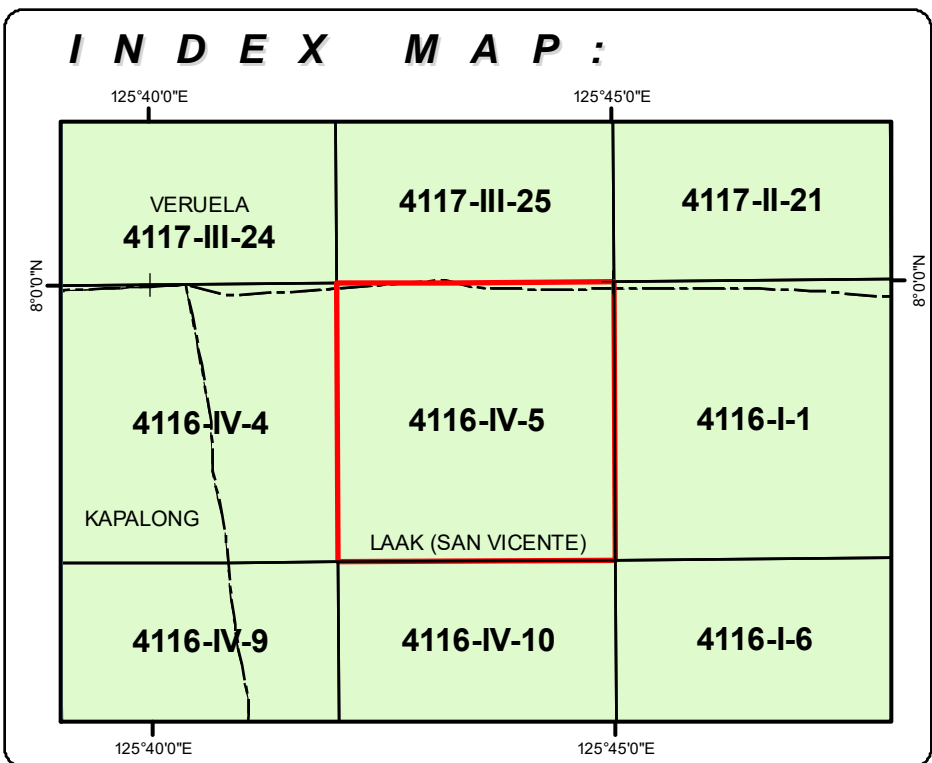 INDEX MAP:
125°40'0"E 125°45'0"E
4117-III-25 4117-II-21
VERUELA
4117-III-24
8°0'0"N 8°0'0"N
4116-IV-4 4116-IV-5 4116-I-1
KAPALONG
LAAK (SAN VICENTE)
4116-IV-9 4116-IV-10 4116-I-6
125°40'0"E 125°45'0"E